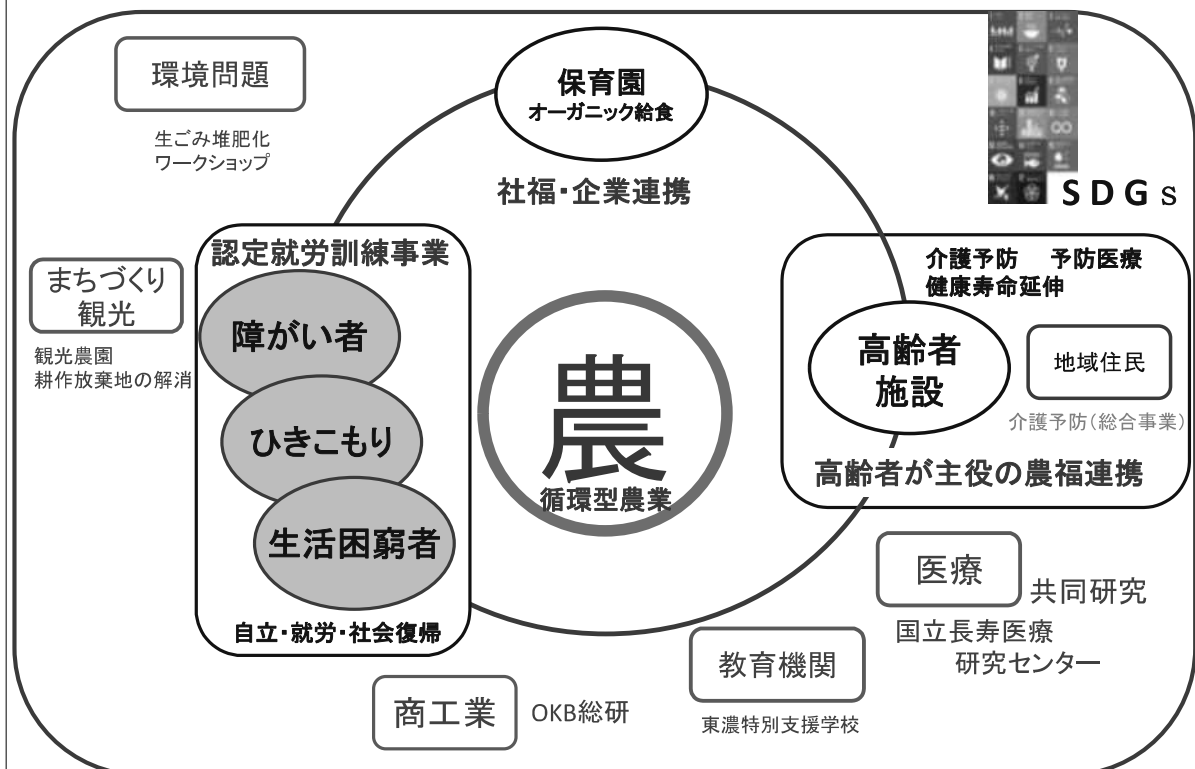 環境問題
生ごみ堆肥化
ワークショップ
保育園
オーガニック給食
社福・企業連携
SDGs
認定就労訓練事業
障がい者
ひきこもり
生活困窮者
自立・就労・社会復帰
まちづくり
観光
観光農園
耕作放棄地の解消
農
循環型農業
介護予防 予防医療
健康寿命延伸
高齢者
施設
地域住民
介護予防(総合事業)
高齢者が主役の農福連携
医療
共同研究
国立長寿医療
研究センター
教育機関
東濃特別支援学校
商工業
OKB総研